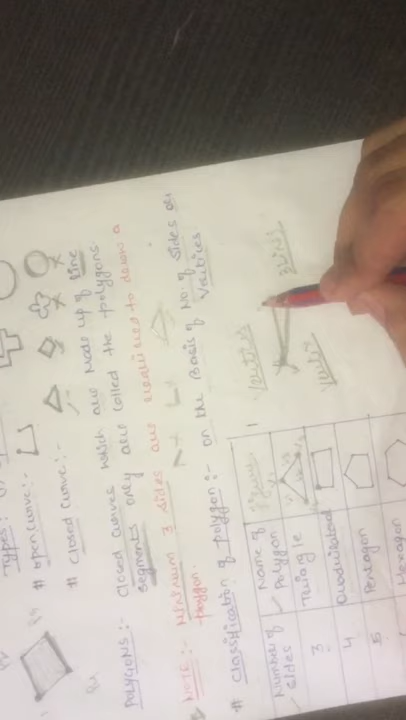 Types:
# Open curve:-
# Closed curve:-
POLYGONS :- Closed curves which are Made up of line
segments only are called the polygons.
NOTE:- Minimum 3 sides are required to draw a
polygon.
# Classification of polygon:- on the Basis of No. of sides or
Vertices
Number of sides | Name of Polygon | figure
3 | Triangle
4 | Quadrilateral
5 | Pentagon
Hexagon